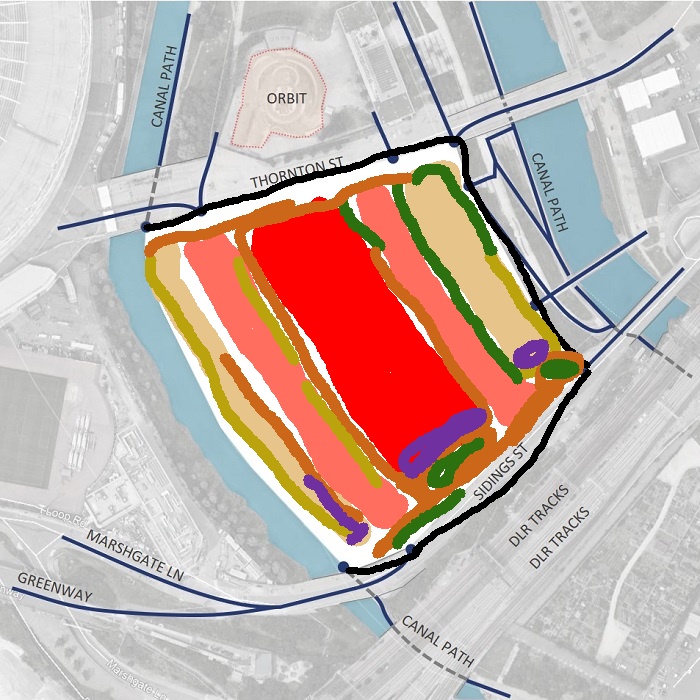 CANAL PATH
ORBIT
THORNTON ST
CANAL PATH
SIDINGS ST
DLR TRACKS
DLR TRACKS
Loop Rd
MARSHGATE LN
GREENWAY
CANAL PATH
Marshgate Ln